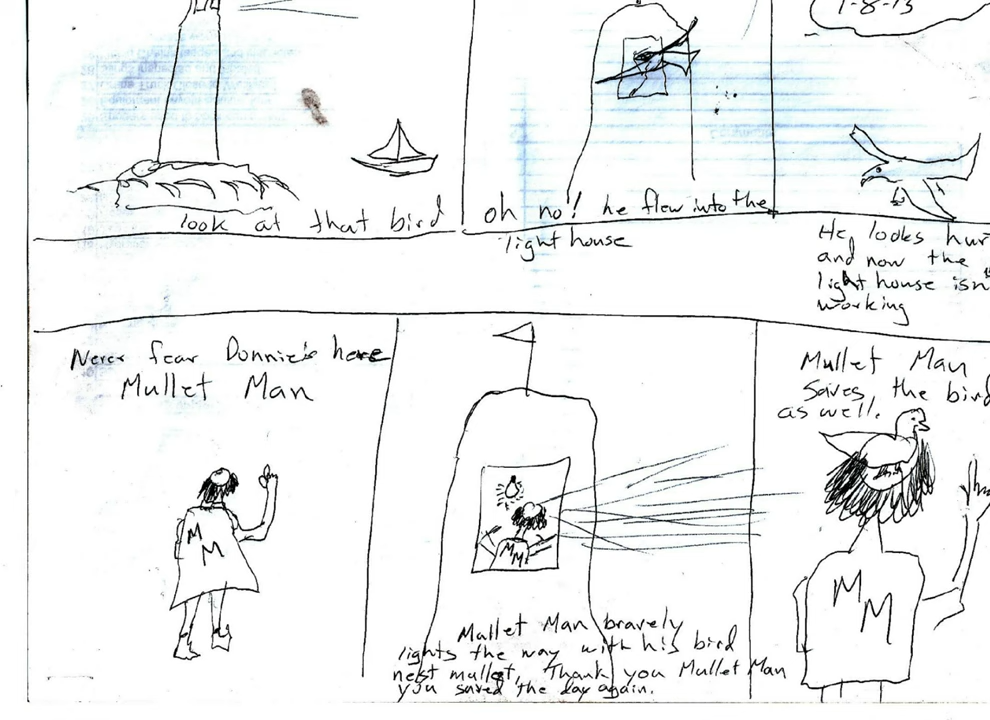 1-8-13
look at that bird
oh no! he flew into the
light house
He looks hur
and now the
light house isn't
working
Never fear Donnie's here
Mullet Man
M
M
Mullet Man bravely
lights the way with his bird
nest mullet, Thank you Mullet Man
you saved the day again.
M
M
Mullet Man
saves the bird
as well.
M
M